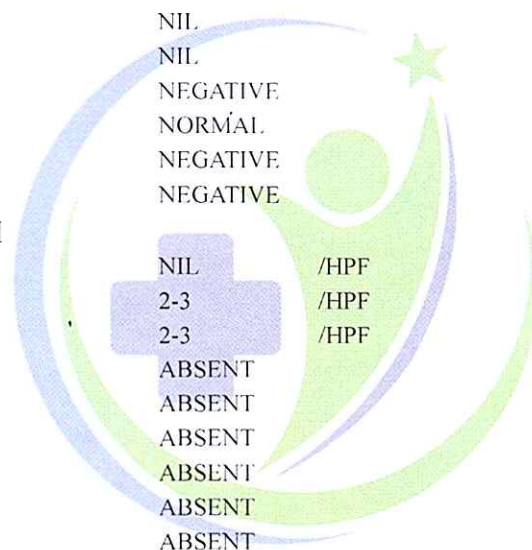 NIL
NIL
NEGATIVE
NORMAL
NEGATIVE
NEGATIVE
NIL /HPF
2-3 /HPF
2-3 /HPF
ABSENT
ABSENT
ABSENT
ABSENT
ABSENT
ABSENT